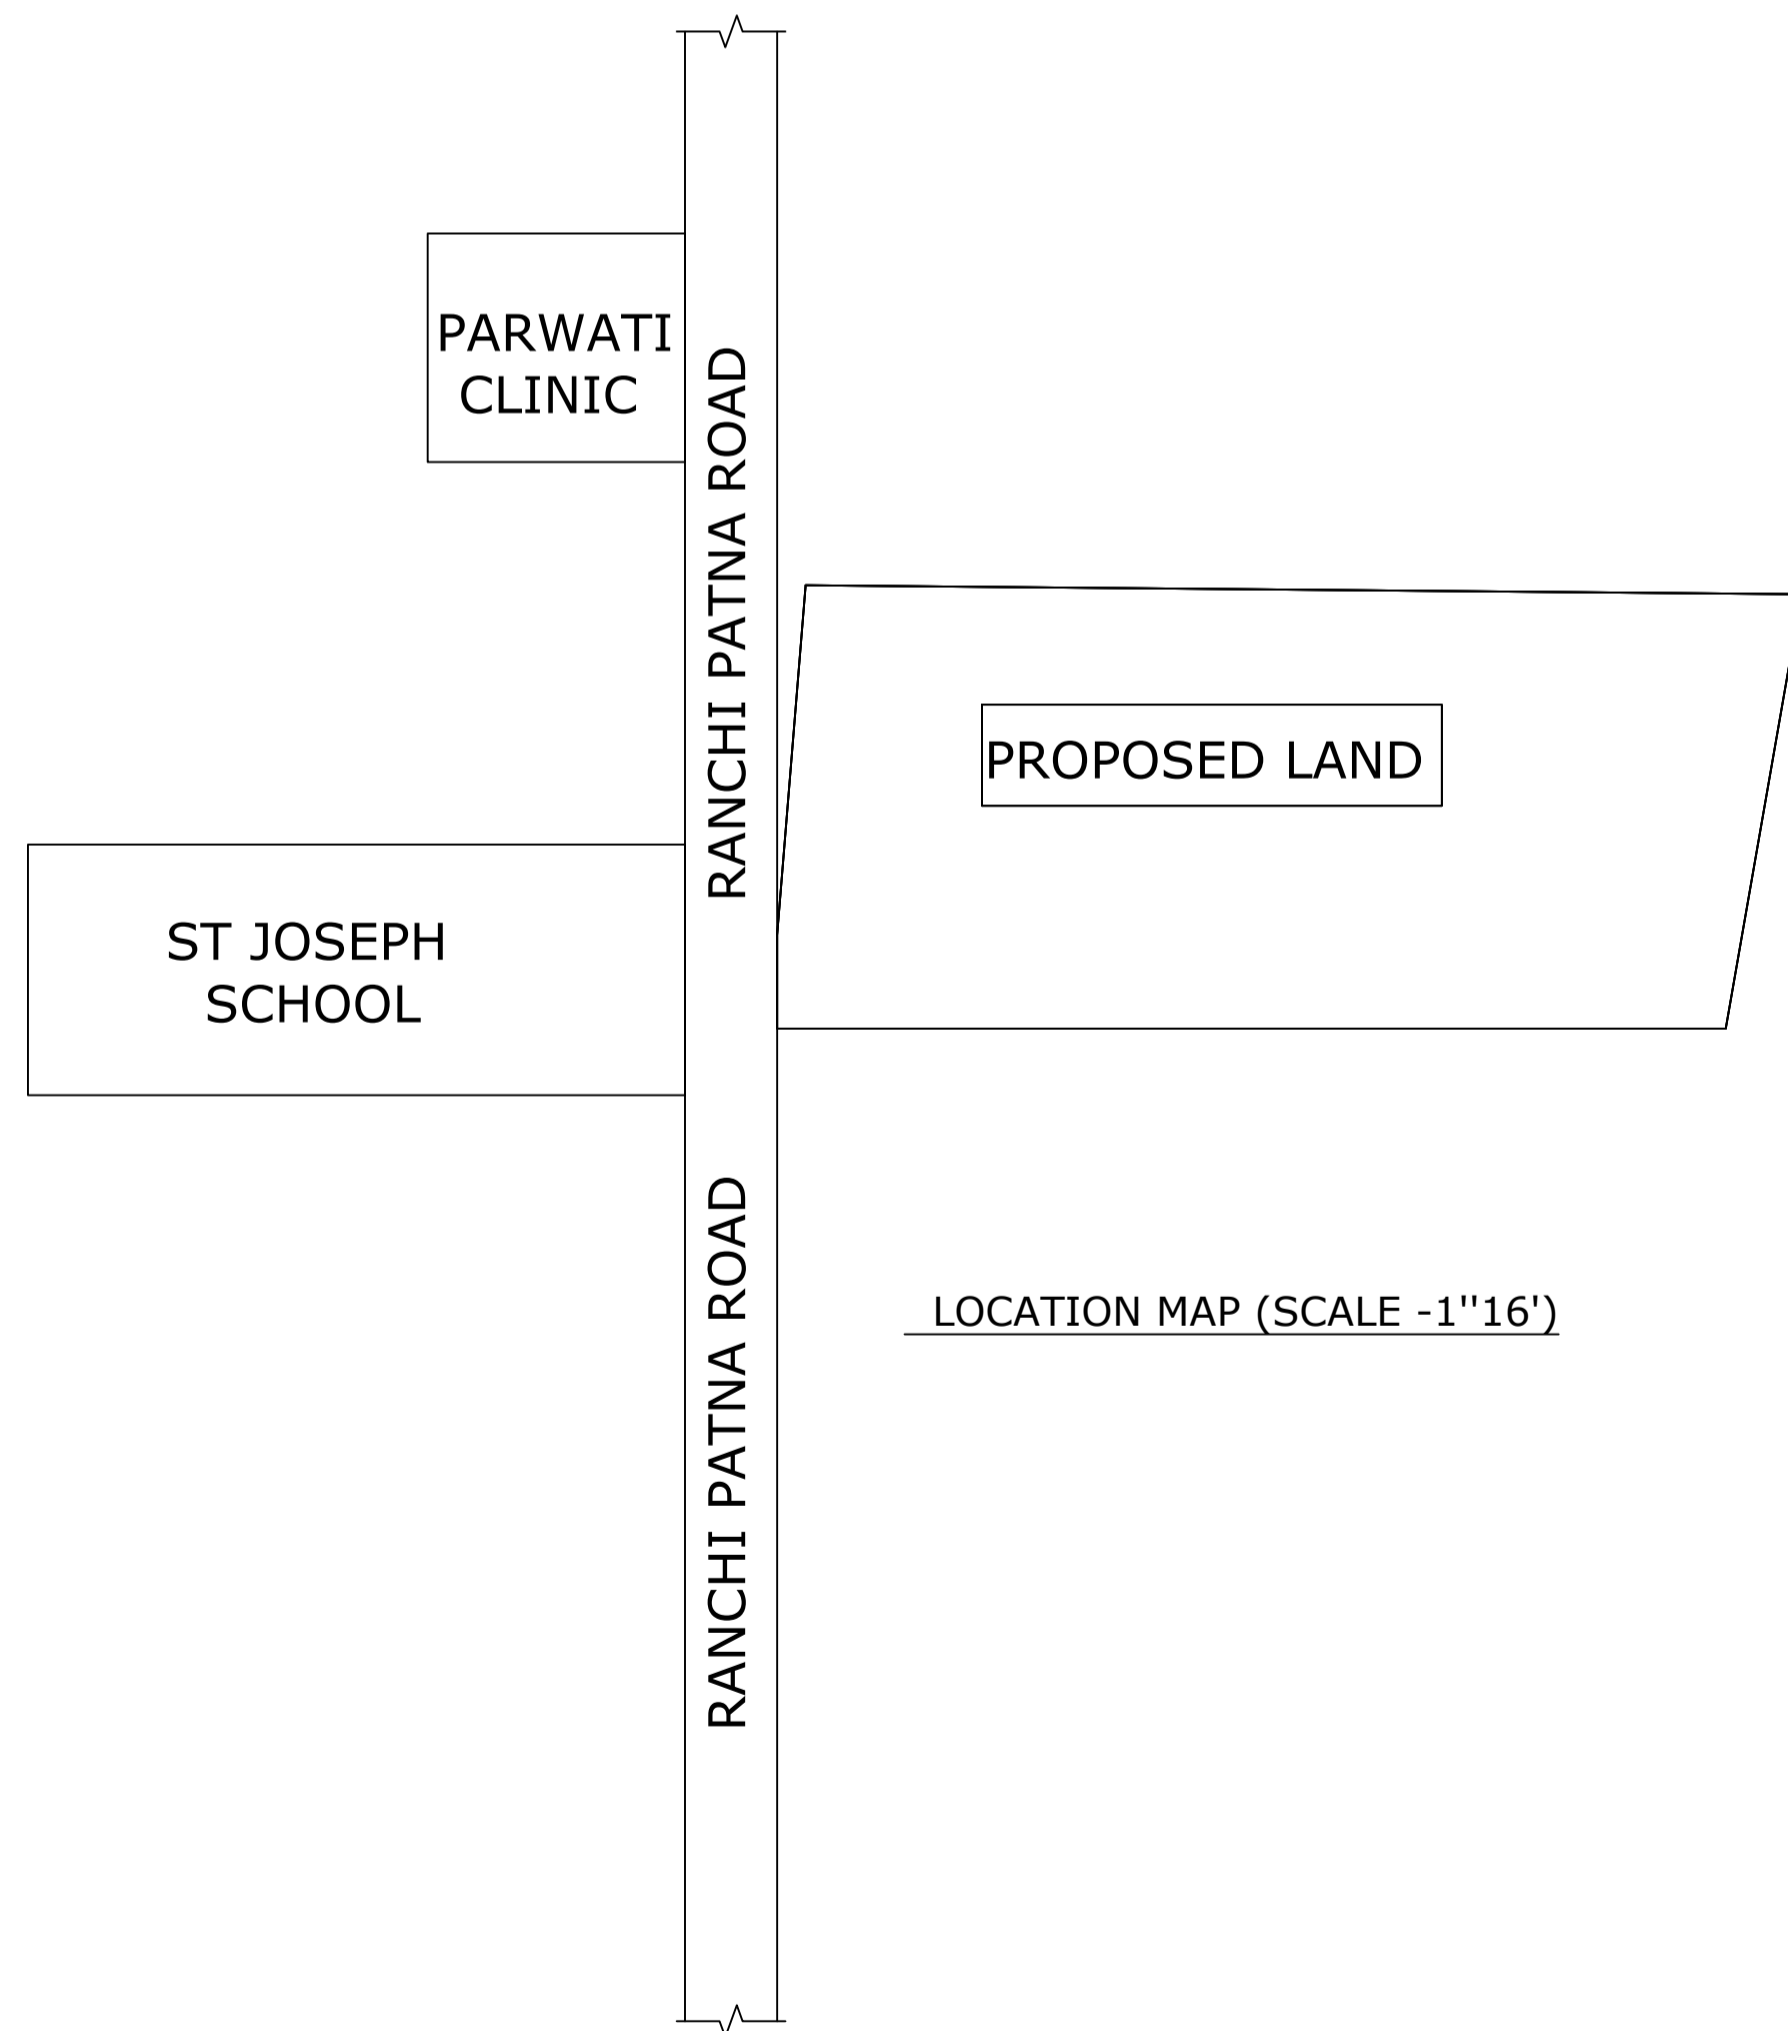 PARWATI
CLINIC
RANCHI PATNA ROAD
PROPOSED LAND
ST JOSEPH
SCHOOL
RANCHI PATNA ROAD
LOCATION MAP (SCALE -1"16')